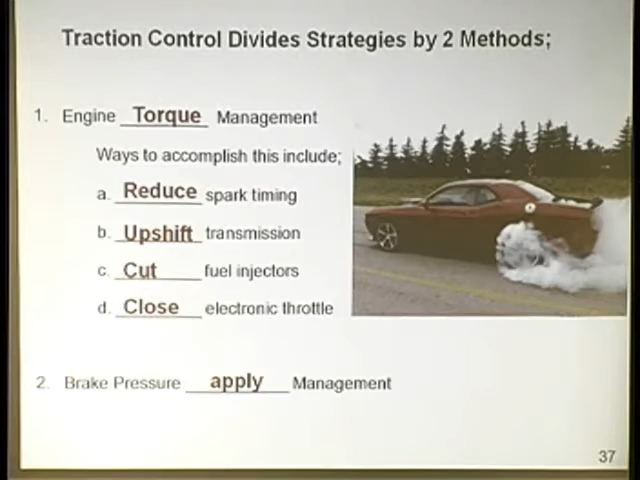 Traction Control Divides Strategies by 2 Methods;
1. Engine Torque Management
Ways to accomplish this include;
a. Reduce spark timing
b. Upshift transmission
c. Cut fuel injectors
d. Close electronic throttle
2. Brake Pressure apply Management
37